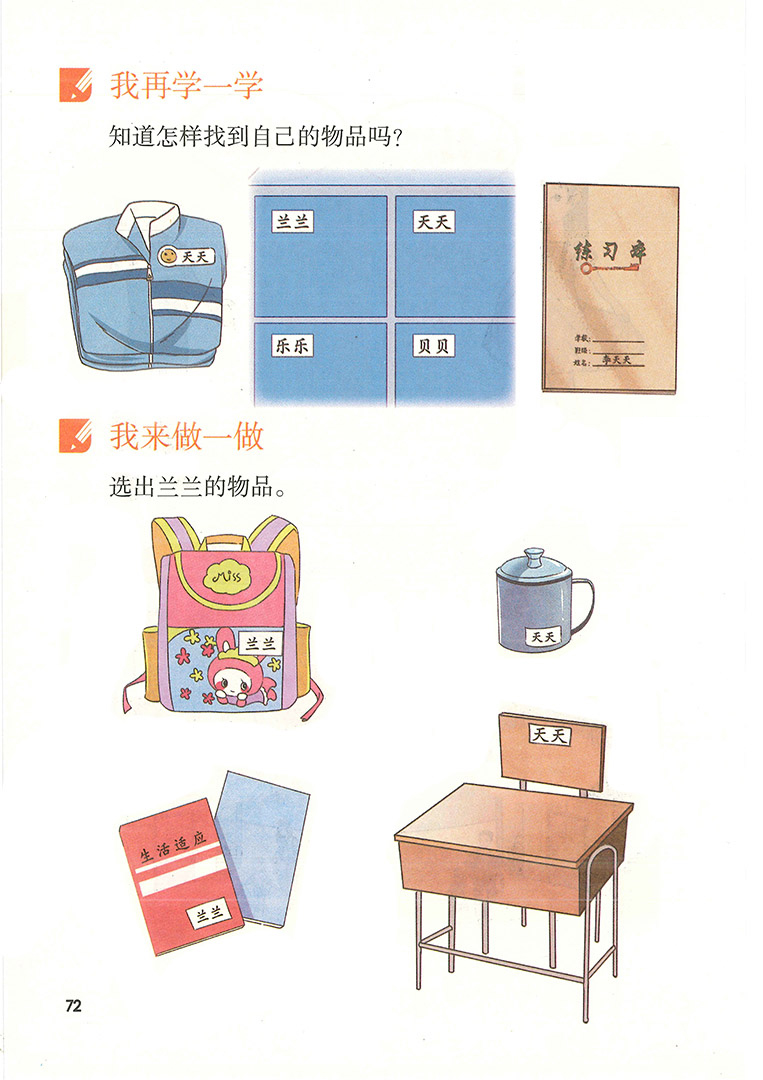 我再学一学
知道怎样找到自己的物品吗?
天天
兰兰
天天
乐乐
贝贝
练习本
学校:
班级:
姓名: 李天天
我来做一做
选出兰兰的物品。
Miss
兰兰
天天
天天
生活适应
兰兰
72